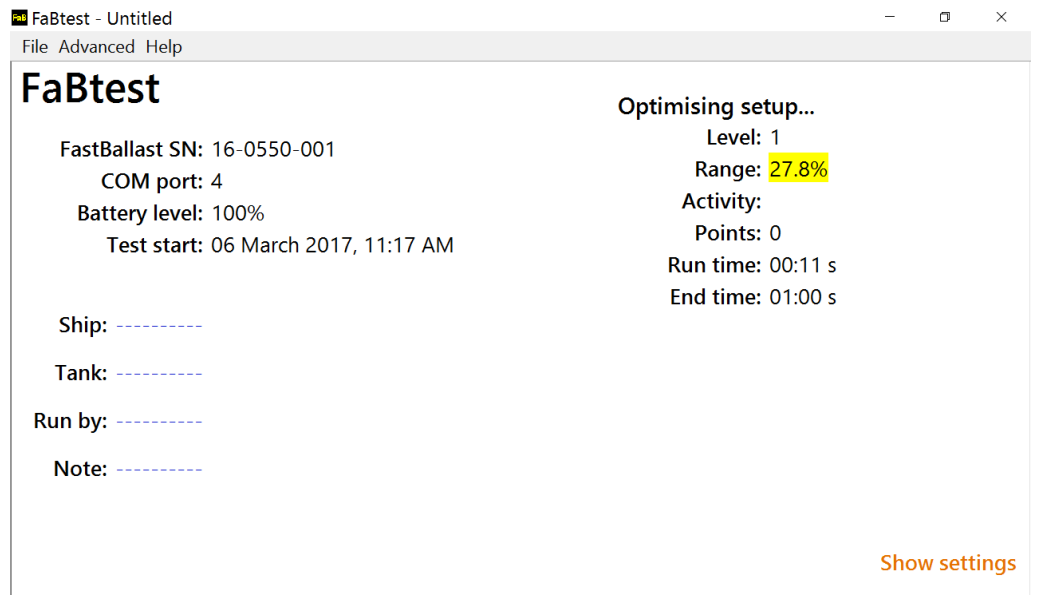 FaB FaBtest - Untitled
File Advanced Help
FaBtest
FastBallast SN: 16-0550-001
COM port: 4
Battery level: 100%
Test start: 06 March 2017, 11:17 AM
Ship: ----------
Tank: ----------
Run by: ----------
Note: ----------
Optimising setup...
Level: 1
Range: 27.8%
Activity:
Points: 0
Run time: 00:11 s
End time: 01:00 s
Show settings